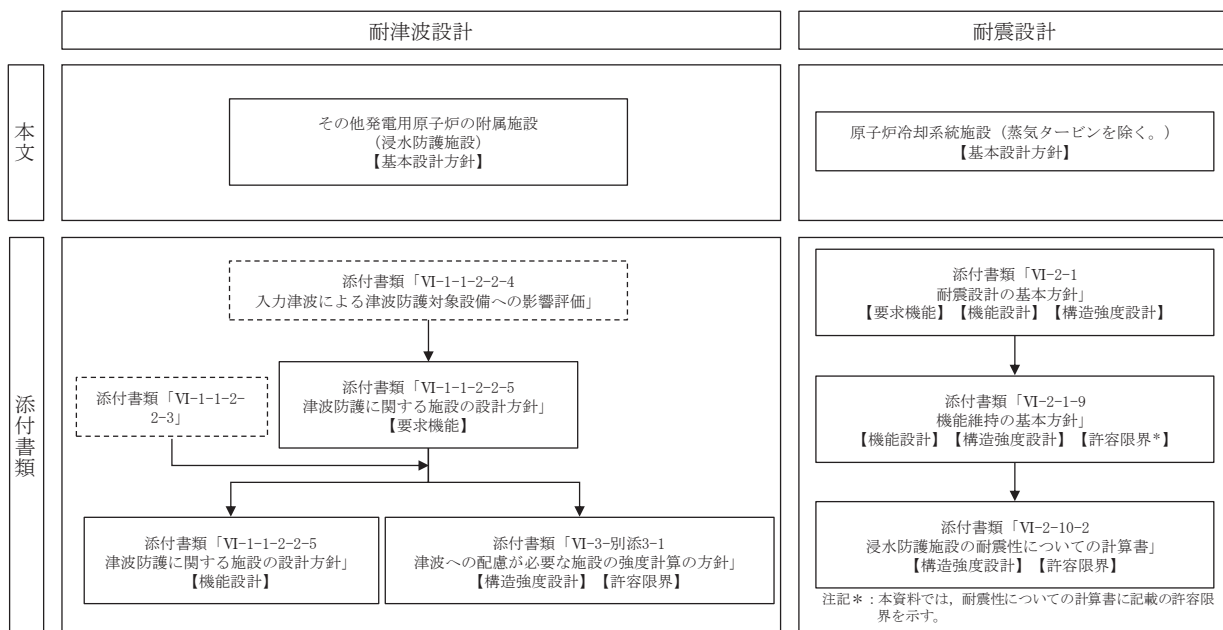 耐津波設計
耐震設計
本文
その他発電用原子炉の附属施設
(浸水防護施設)
【基本設計方針】
原子炉冷却系統施設（蒸気タービンを除く。）
【基本設計方針】
添付書類
添付書類「VI-1-1-2-2-4
入力津波による津波防護対象設備への影響評価」
添付書類「VI-1-1-2-
2-3」
添付書類「VI-1-1-2-2-5
津波防護に関する施設の設計方針」
【要求機能】
添付書類「VI-1-1-2-2-5
津波防護に関する施設の設計方針」
【機能設計】
添付書類「VI-3-別添3-1
津波への配慮が必要な施設の強度計算の方針」
【構造強度設計】【許容限界】
添付書類「VI-2-1
耐震設計の基本方針」
【要求機能】【機能設計】【構造強度設計】
添付書類「VI-2-1-9
機能維持の基本方針」
【機能設計】【構造強度設計】【許容限界*】
添付書類「VI-2-10-2
浸水防護施設の耐震性についての計算書」
【構造強度設計】【許容限界】
注記＊：本資料では，耐震性についての計算書に記載の許容限
界を示す。